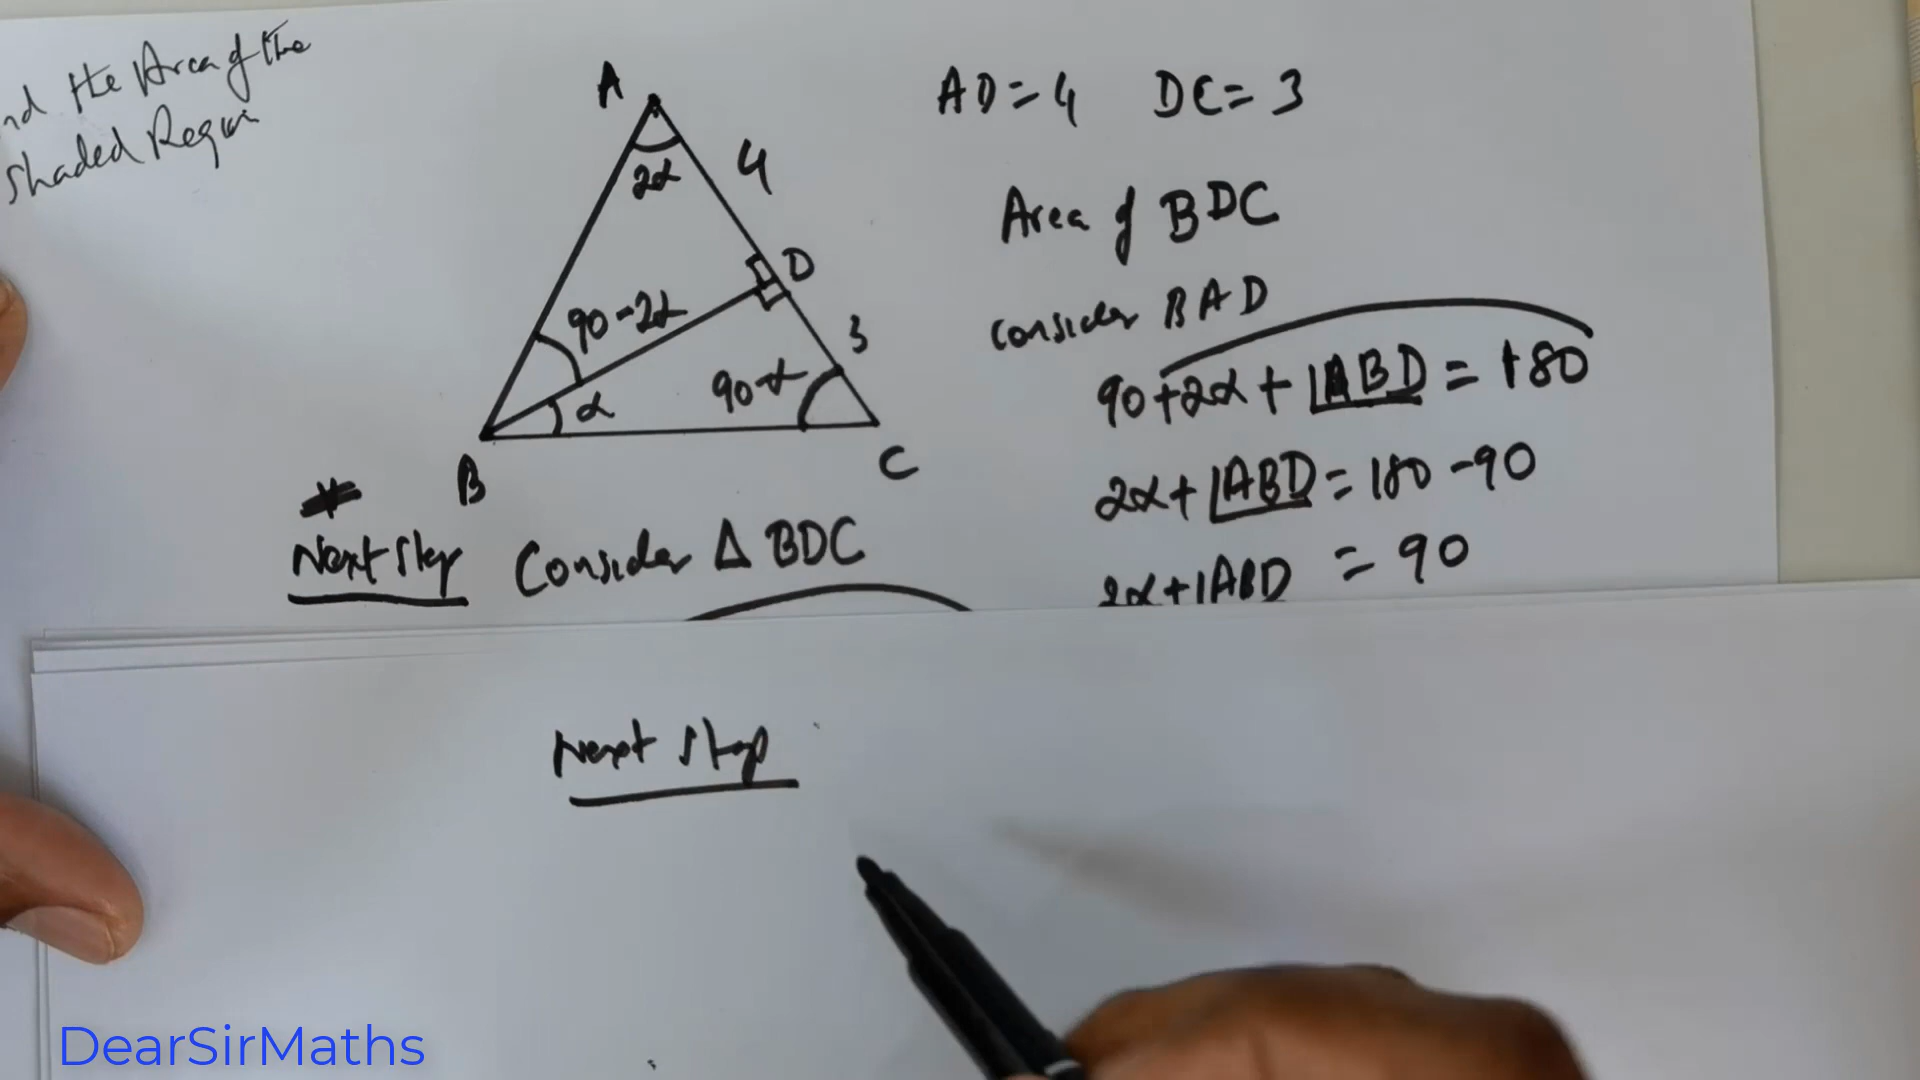 nd the Area of the
shaded Region
A
2α
4
D
90-2α
3
90-α
α
B
C
AD=4 DC=3
Area of BDC
Consider BAD
90+2α+∠ABD=180
2α+∠ABD=180-90
2α+∠ABD=90
Next step Consider Δ BDC
Next step
DearSirMaths